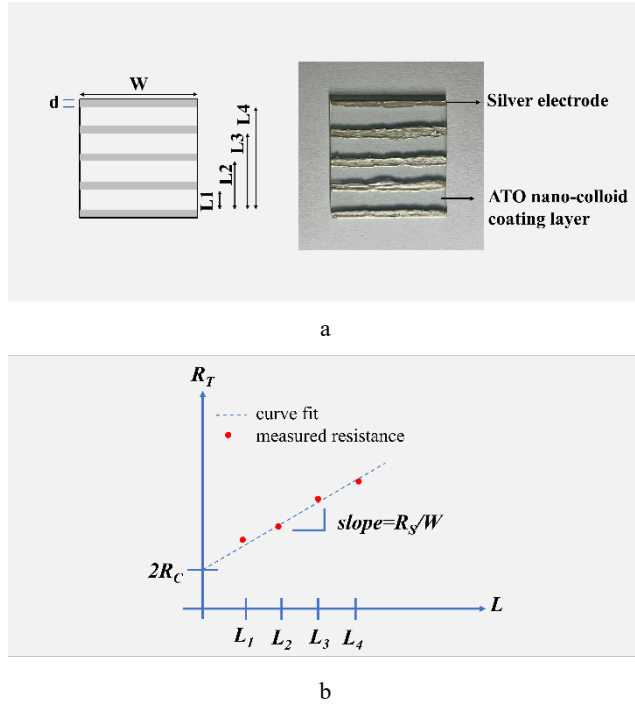 W
d
L1
L2
L3
L4
Silver electrode
ATO nano-colloid
coating layer
a
R_T
curve fit
measured resistance
slope=R_S/W
2R_C
L
L_1
L_2
L_3
L_4
b